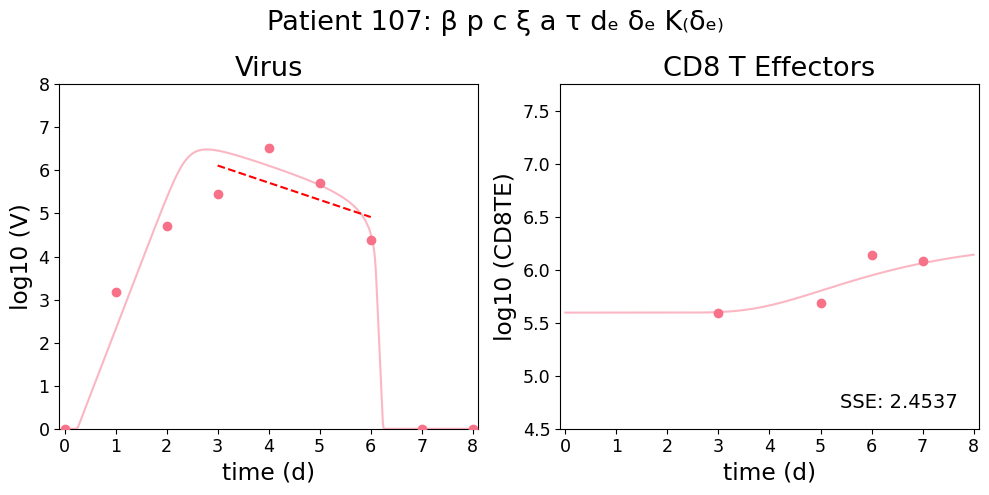 Patient 107: β p c ξ a τ dₑ δₑ K₍δₑ₎
Virus
CD8 T Effectors
8
7
6
5
4
3
2
1
0
log10 (V)
0 1 2 3 4 5 6 7 8
time (d)
7.5
7.0
6.5
6.0
5.5
5.0
4.5
log10 (CD8TE)
SSE: 2.4537
0 1 2 3 4 5 6 7 8
time (d)